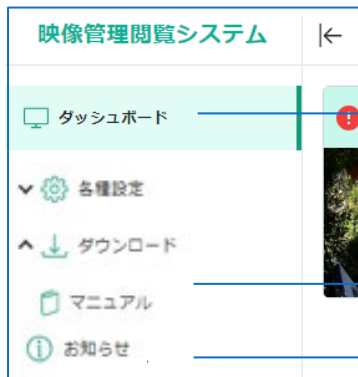 映像管理閲覧システム
ダッシュボード
各種設定
ダウンロード
マニュアル
お知らせ